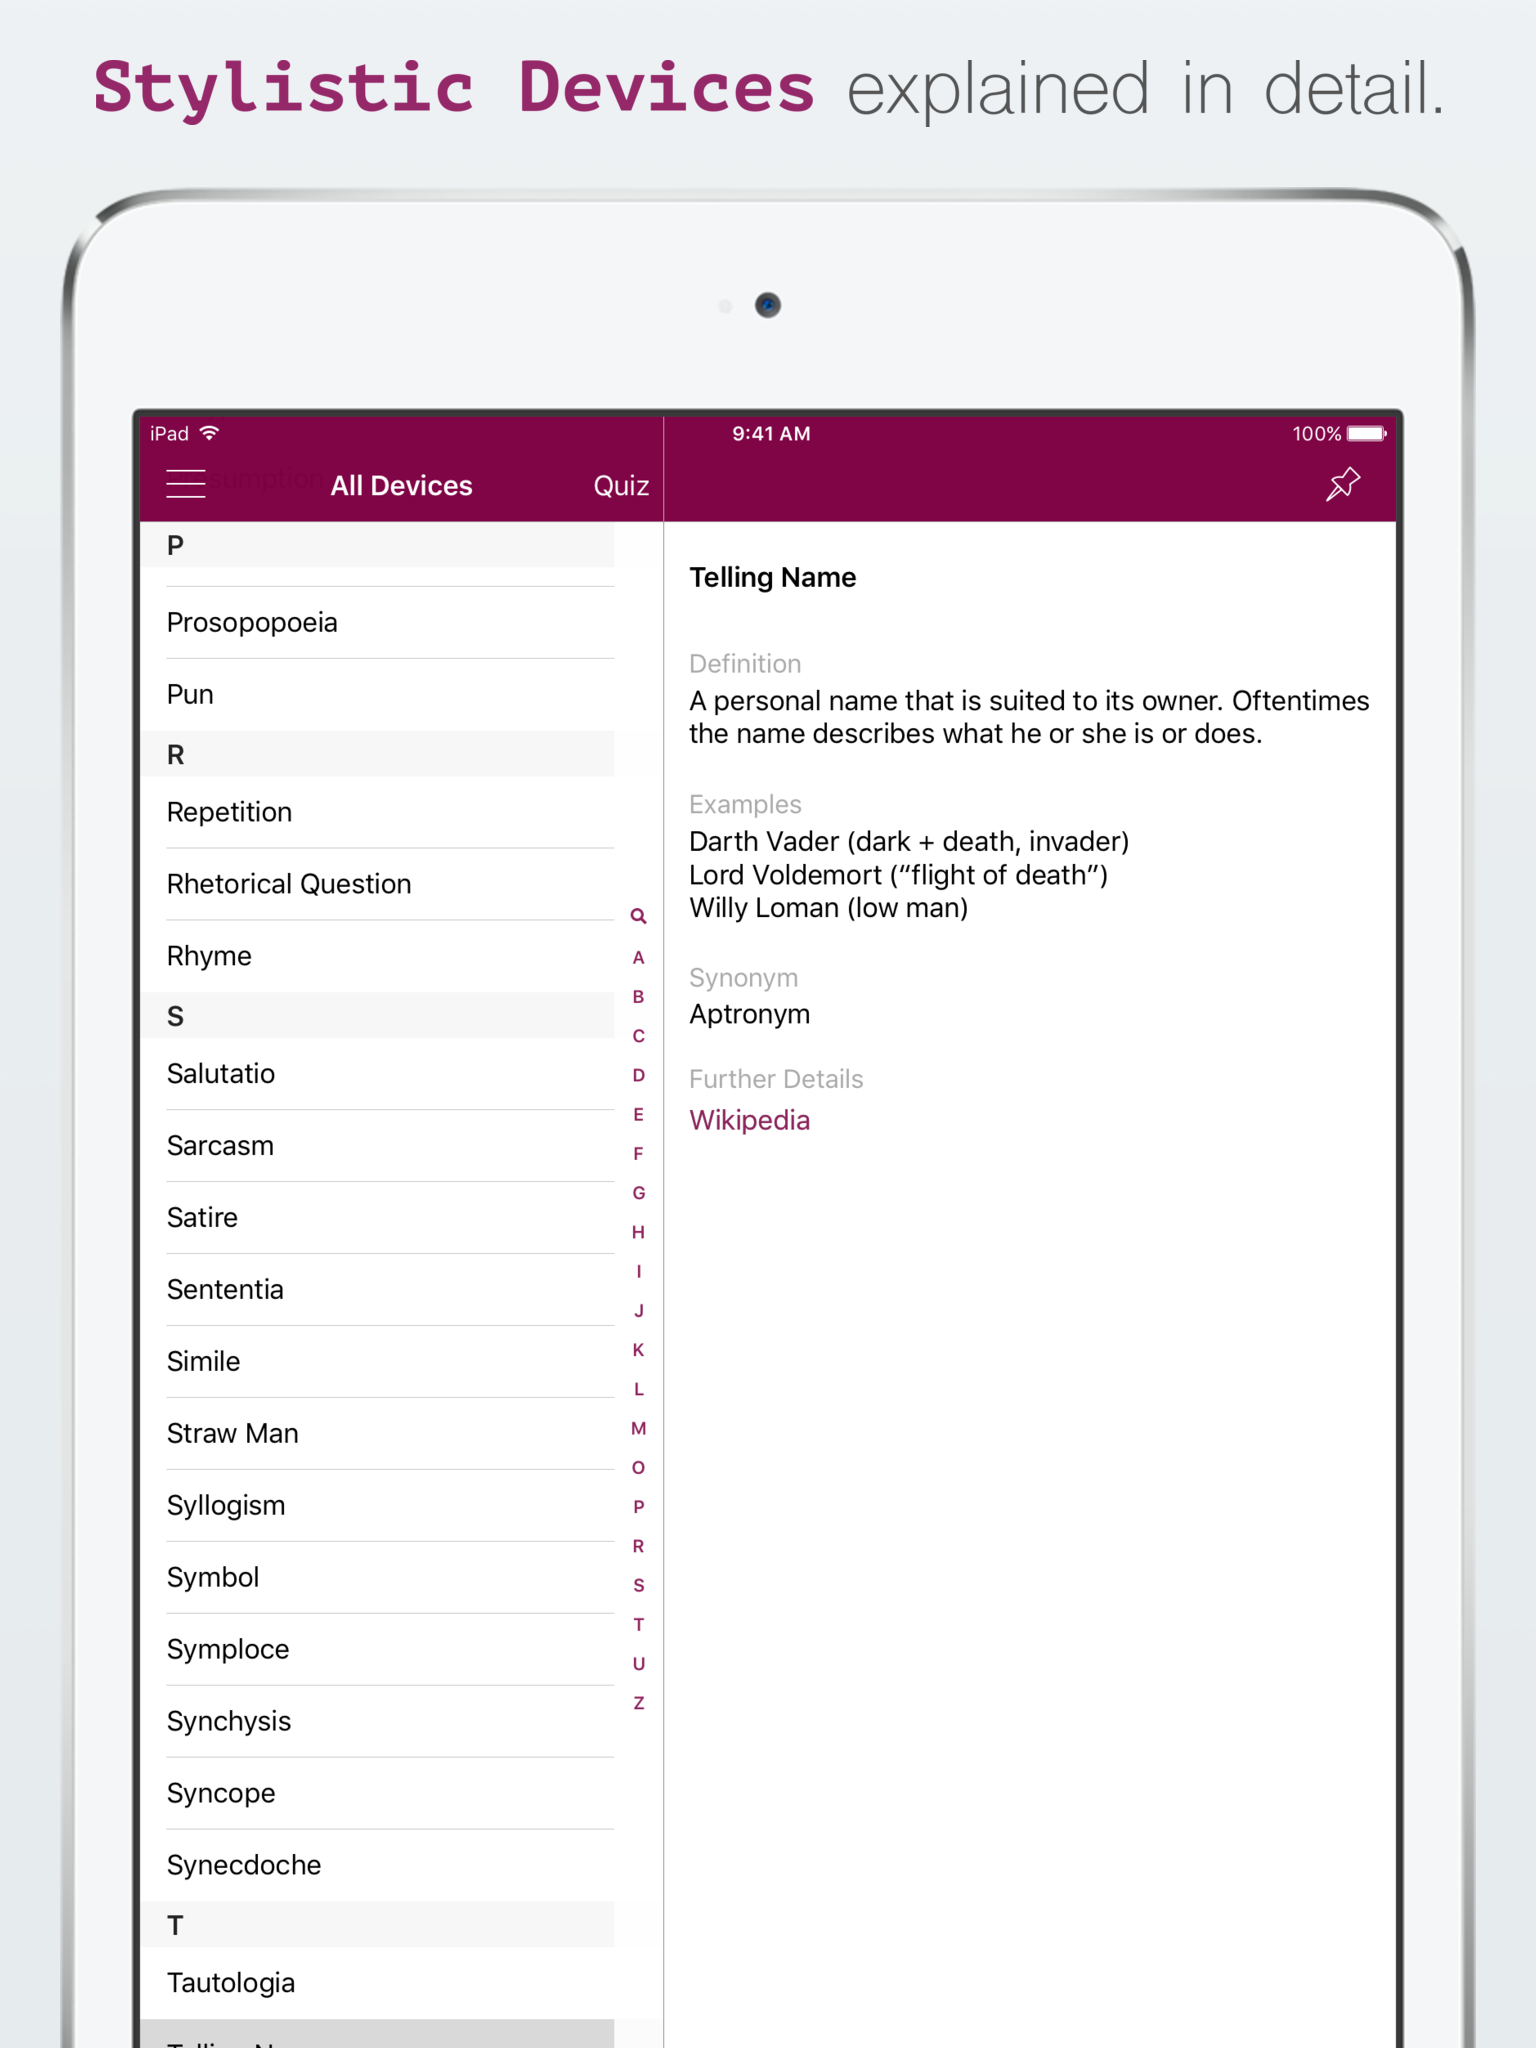 Stylistic Devices explained in detail.
iPad
9:41 AM
100%
All Devices
Quiz
P
Prosopopoeia
Pun
R
Repetition
Rhetorical Question
Rhyme
S
Salutatio
Sarcasm
Satire
Sententia
Simile
Straw Man
Syllogism
Symbol
Symploce
Synchysis
Syncope
Synecdoche
T
Tautologia
A
B
C
D
E
F
G
H
I
J
K
L
M
O
P
R
S
T
U
Z
Telling Name
Definition
A personal name that is suited to its owner. Oftentimes
the name describes what he or she is or does.
Examples
Darth Vader (dark + death, invader)
Lord Voldemort (“flight of death”)
Willy Loman (low man)
Synonym
Aptronym
Further Details
Wikipedia